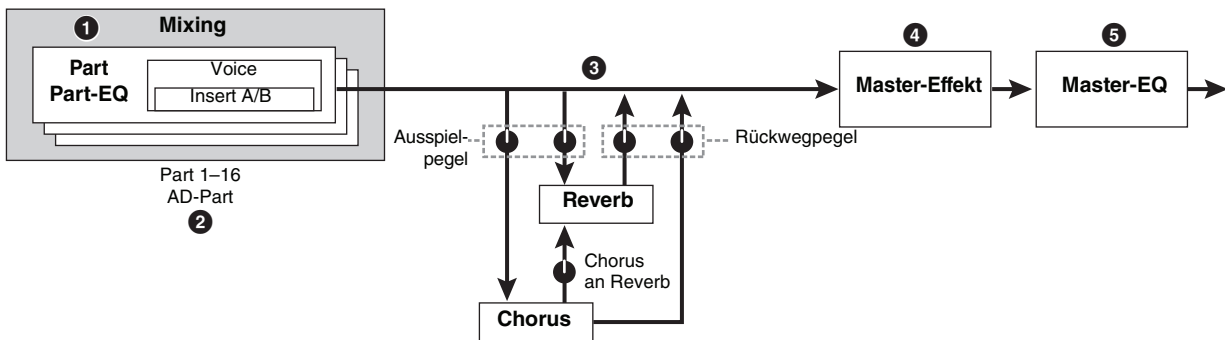 1
Mixing
Part
Part-EQ
Voice
Insert A/B
Part 1–16
AD-Part
2
3
Ausspiel-
pegel
Rückwegpegel
Reverb
Chorus
an Reverb
Chorus
4
Master-Effekt
5
Master-EQ